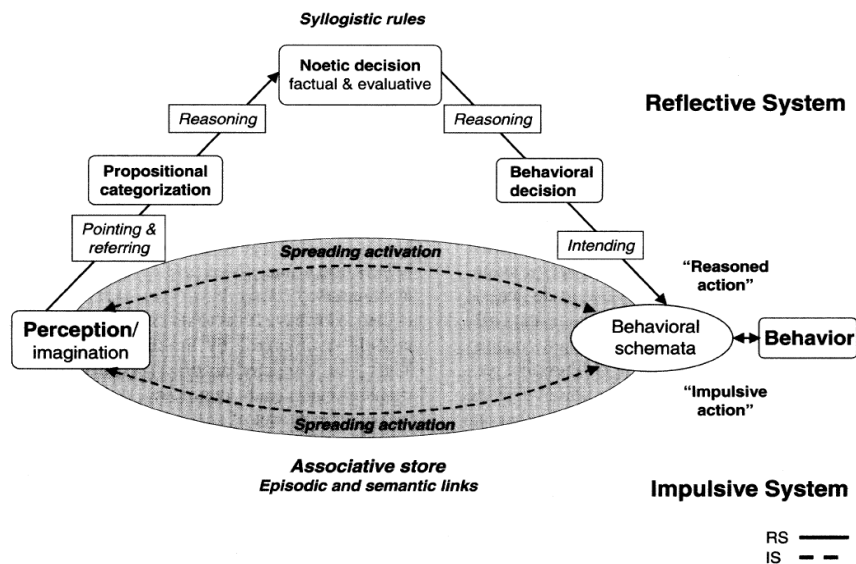 Syllogistic rules
Noetic decision
factual & evaluative
Reflective System
Reasoning
Reasoning
Propositional
categorization
Behavioral
decision
Pointing &
referring
Intending
Spreading activation
"Reasoned
action"
Perception/
imagination
Behavioral
schemata
Behavior
"Impulsive
action"
Spreading activation
Associative store
Episodic and semantic links
Impulsive System
RS
IS